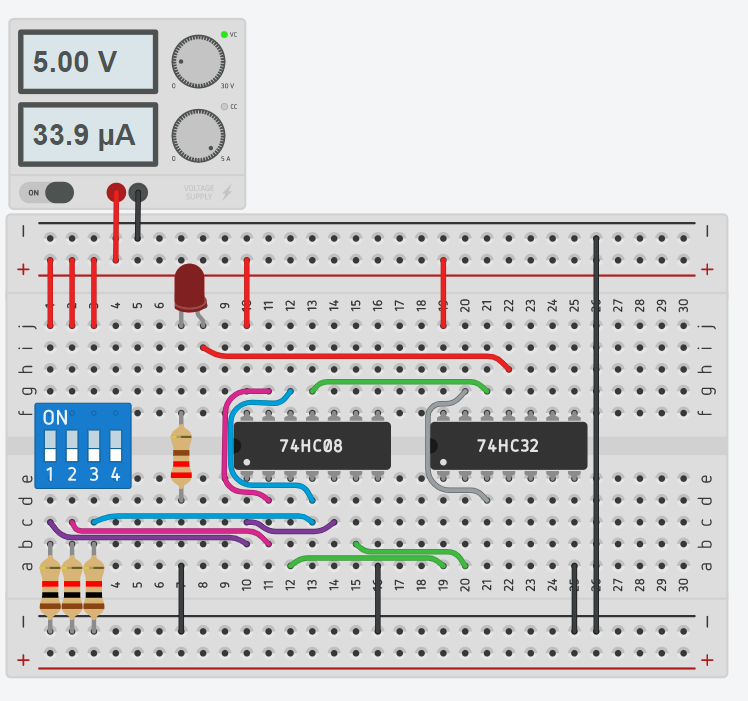 VC
5.00 V
0 30 V
CC
33.9 µA
0 5 A
ON
VOLTAGE
SUPPLY
− −
+ +
1 2 3 4 5 6 7 8 9 10 11 12 13 14 15 16 17 18 19 20 21 22 23 24 25 26 27 28 29 30
j j
i i
h h
g g
f f
ON
1 2 3 4
74HC08
74HC32
e e
d d
c c
b b
a a
1 2 3 4 5 6 7 8 9 10 11 12 13 14 15 16 17 18 19 20 21 22 23 24 25 26 27 28 29 30
− −
+ +